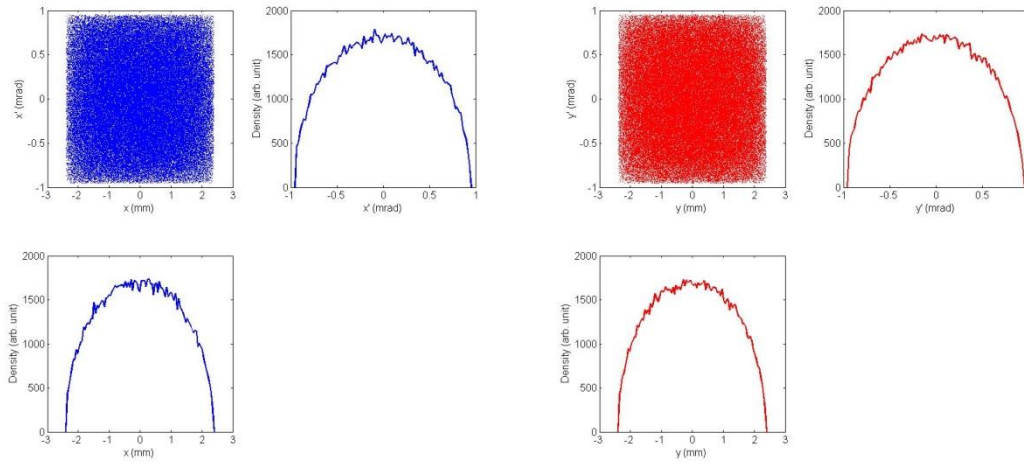 1
0.5
0
-0.5
-1
x' (mrad)
-3 -2 -1 0 1 2 3
x (mm)
2000
1500
1000
500
0
Density (arb. unit)
-1 -0.5 0 0.5 1
x' (mrad)
1
0.5
0
-0.5
-1
y' (mrad)
-3 -2 -1 0 1 2 3
y (mm)
2000
1500
1000
500
0
Density (arb. unit)
-1 -0.5 0 0.5
y' (mrad)
2000
1500
1000
500
0
Density (arb. unit)
-3 -2 -1 0 1 2 3
x (mm)
2000
1500
1000
500
0
Density (arb. unit)
-3 -2 -1 0 1 2 3
y (mm)